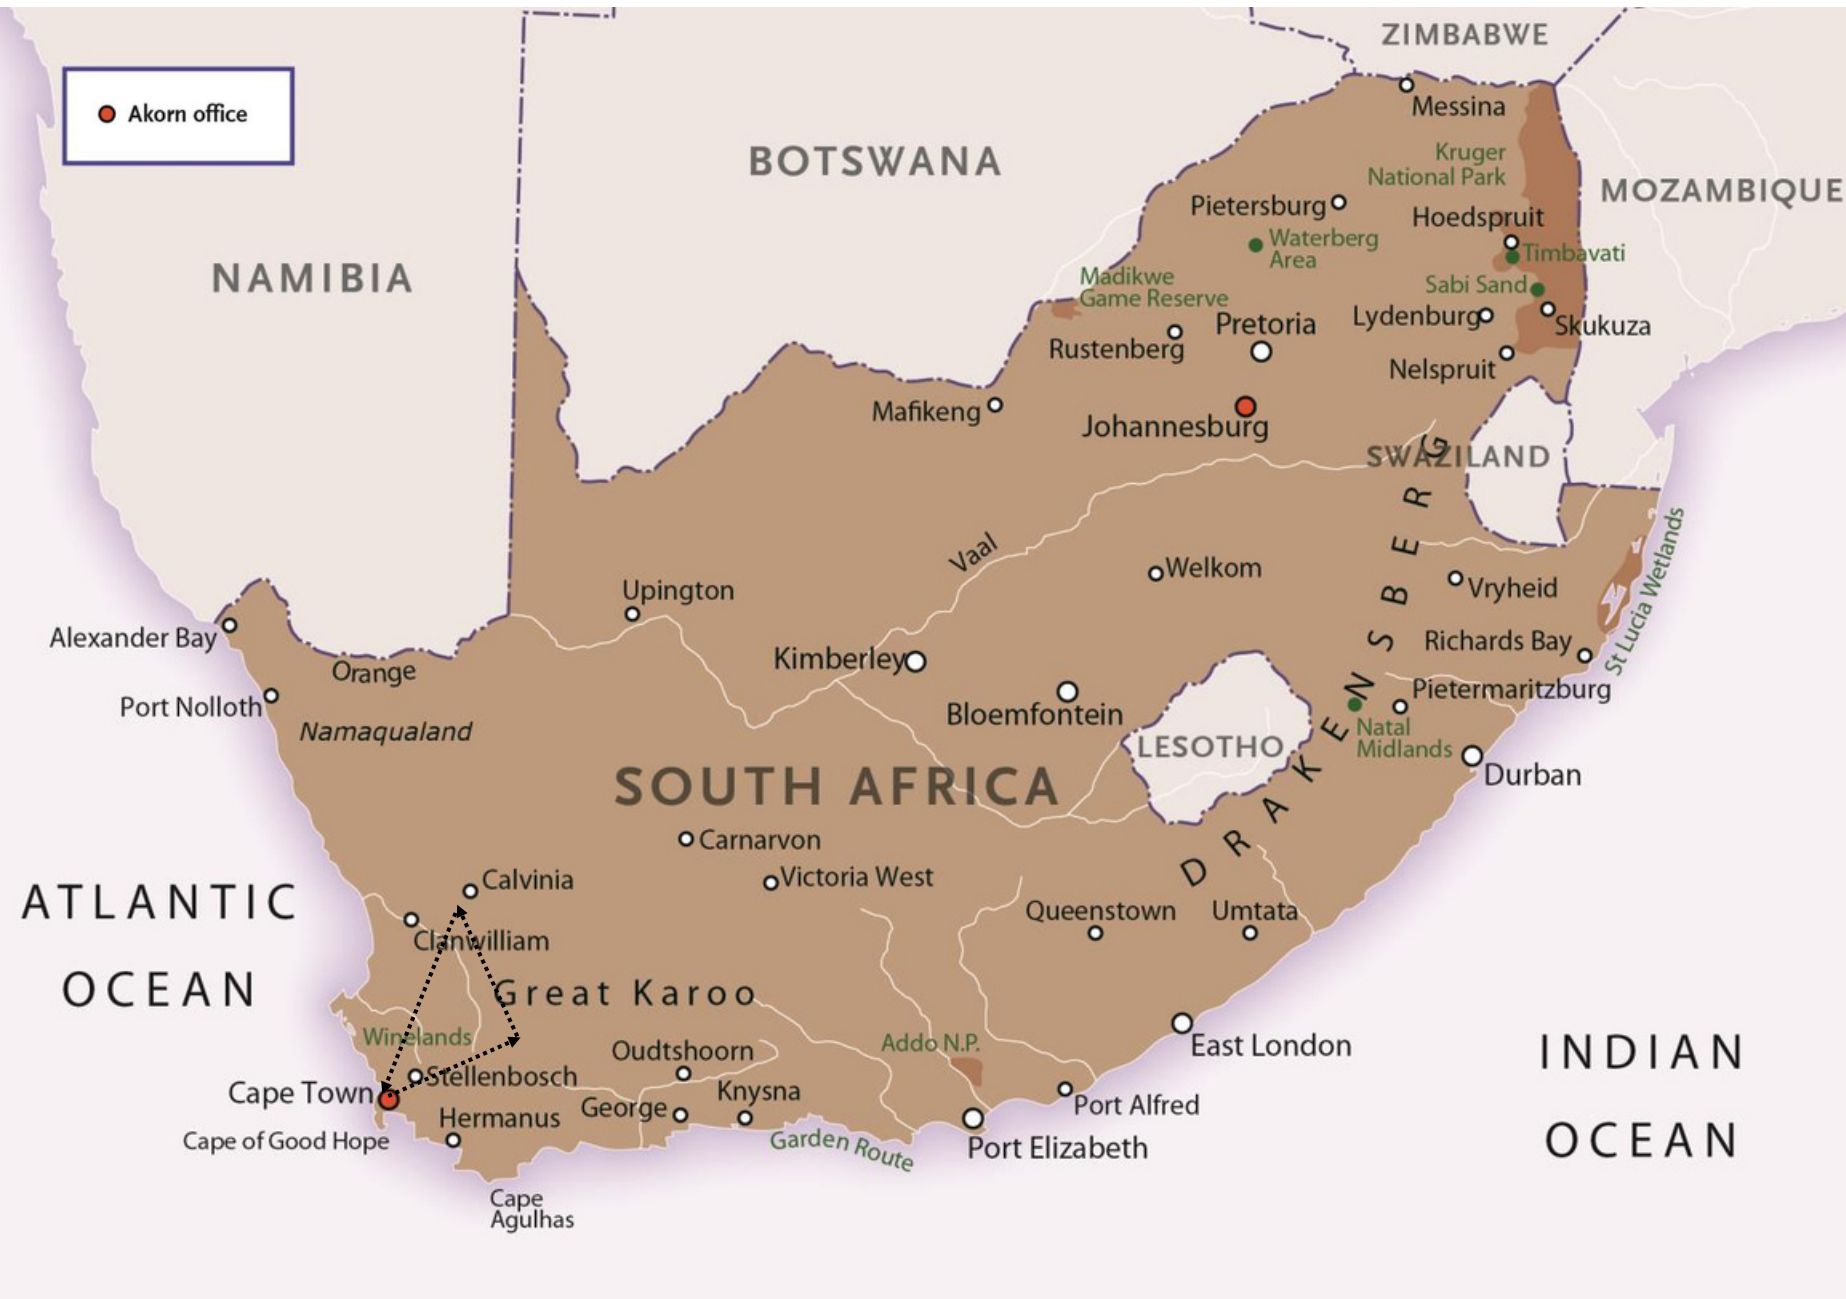 ZIMBABWE
Akorn office
Messina
BOTSWANA
Kruger
National Park
MOZAMBIQUE
Pietersburg
Hoedspruit
Waterberg
Area
Timbavati
NAMIBIA
Madikwe
Game Reserve
Sabi Sand
Pretoria
Lydenburg
Skukuza
Rustenberg
Nelspruit
Mafikeng
Johannesburg
SWAZILAND
Vaal
Welkom
Vryheid
St Lucia Wetlands
Upington
Alexander Bay
Richards Bay
Orange
Kimberley
Pietermaritzburg
Port Nolloth
Bloemfontein
Namaqualand
Natal
Midlands
LESOTHO
DRAKENSBERG
Durban
SOUTH AFRICA
Carnarvon
Calvinia
Victoria West
ATLANTIC
OCEAN
Queenstown
Umtata
Clanwilliam
Great Karoo
Winelands
Addo N.P.
East London
INDIAN
OCEAN
Oudtshoorn
Stellenbosch
Cape Town
Knysna
Port Alfred
Hermanus
George
Cape of Good Hope
Garden Route
Port Elizabeth
Cape
Agulhas